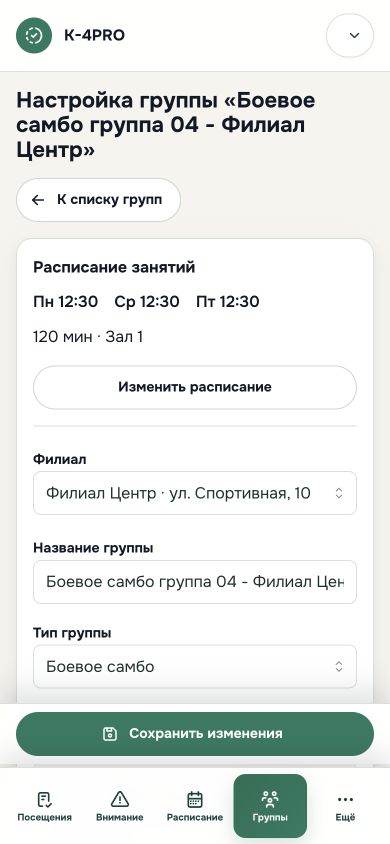 K-4PRO
Настройка группы «Боевое
самбо группа 04 - Филиал
Центр»
К списку групп
Расписание занятий
Пн 12:30 Ср 12:30 Пт 12:30
120 мин · Зал 1
Изменить расписание
Филиал
Филиал Центр · ул. Спортивная, 10
Название группы
Боевое самбо группа 04 - Филиал Цен
Тип группы
Боевое самбо
Сохранить изменения
Посещения Внимание Расписание Группы Ещё